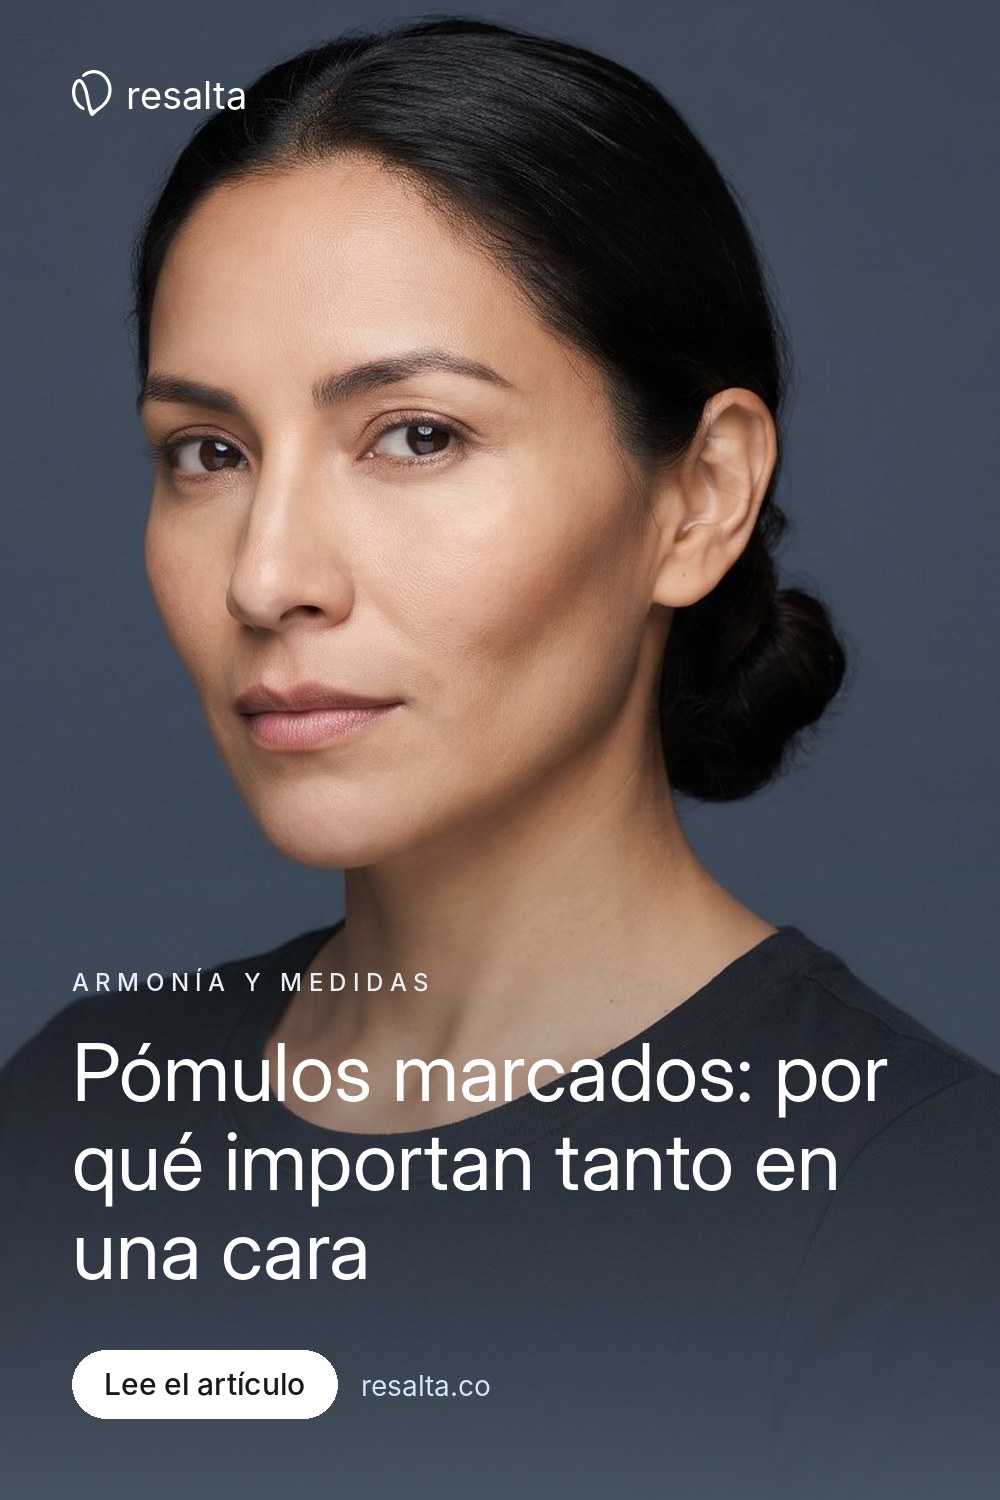 resalta
ARMONÍA Y MEDIDAS
Pómulos marcados: por
qué importan tanto en
una cara
Lee el artículo
resalta.co